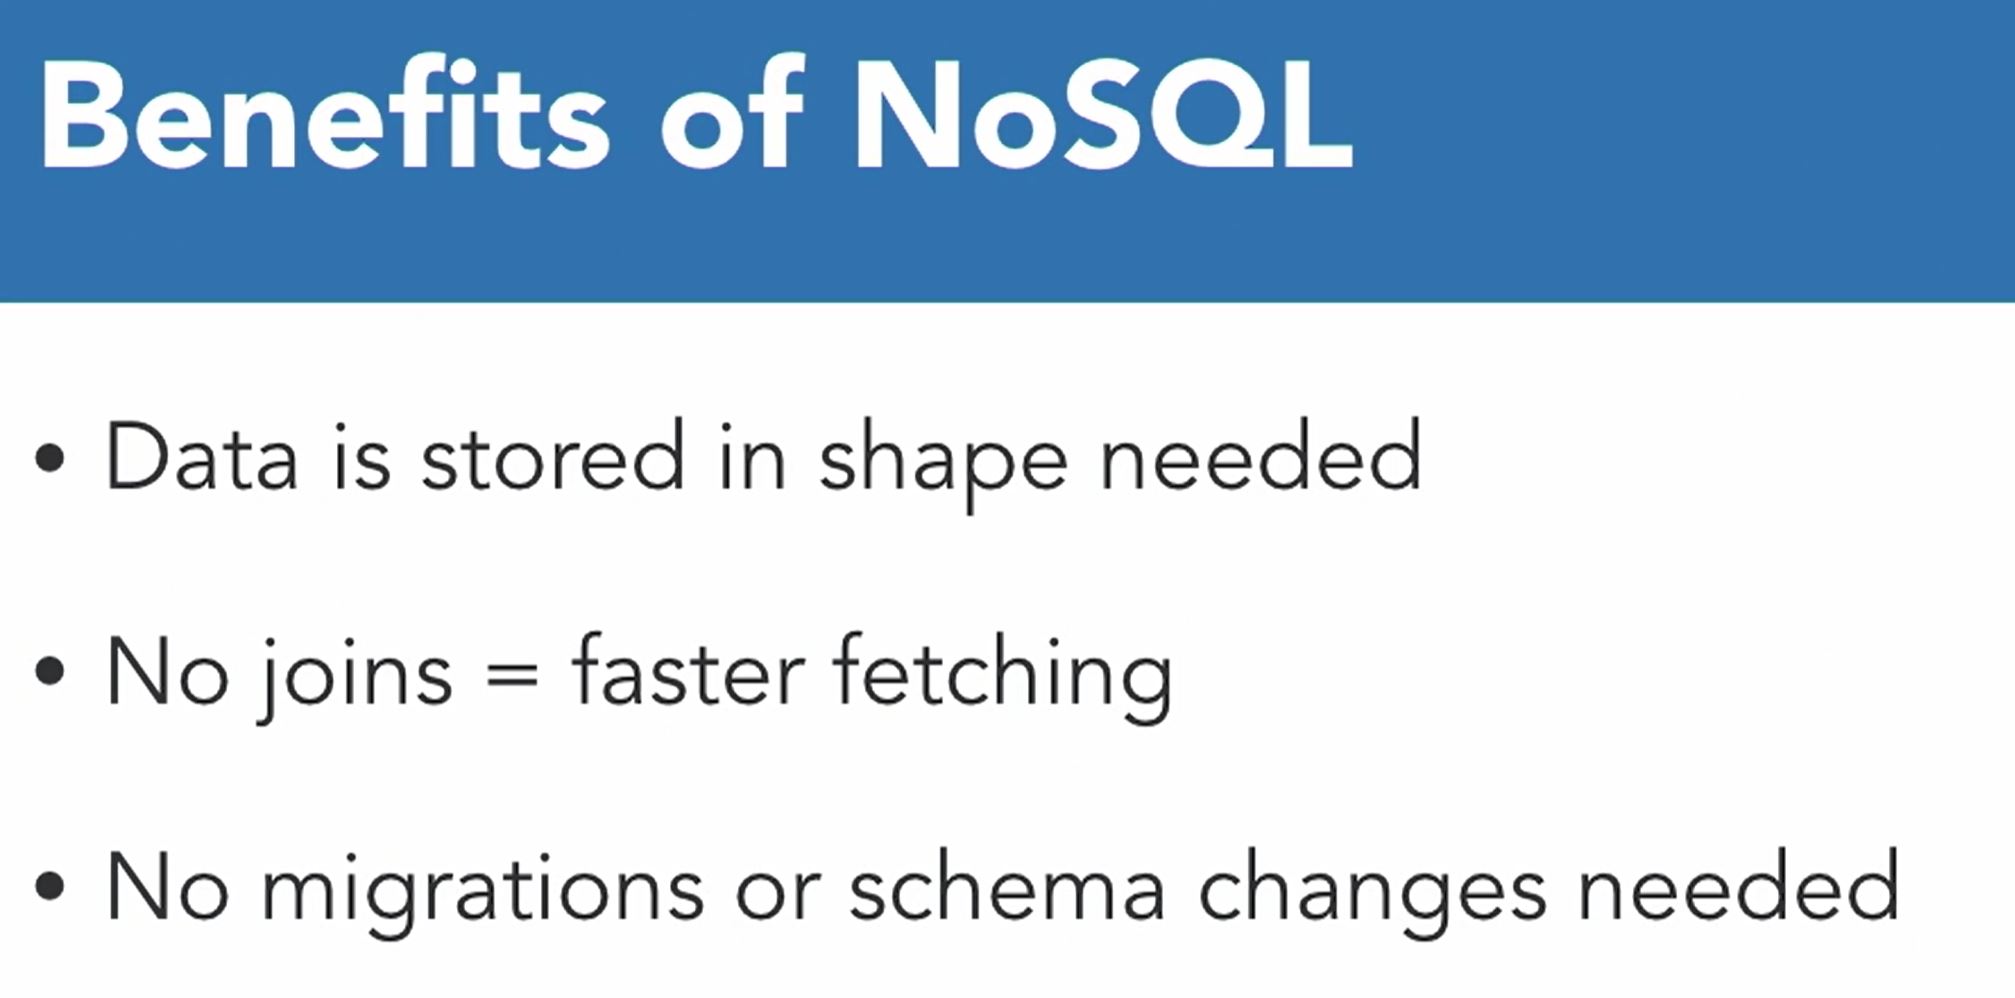 Benefits of NoSQL
• Data is stored in shape needed
• No joins = faster fetching
• No migrations or schema changes needed